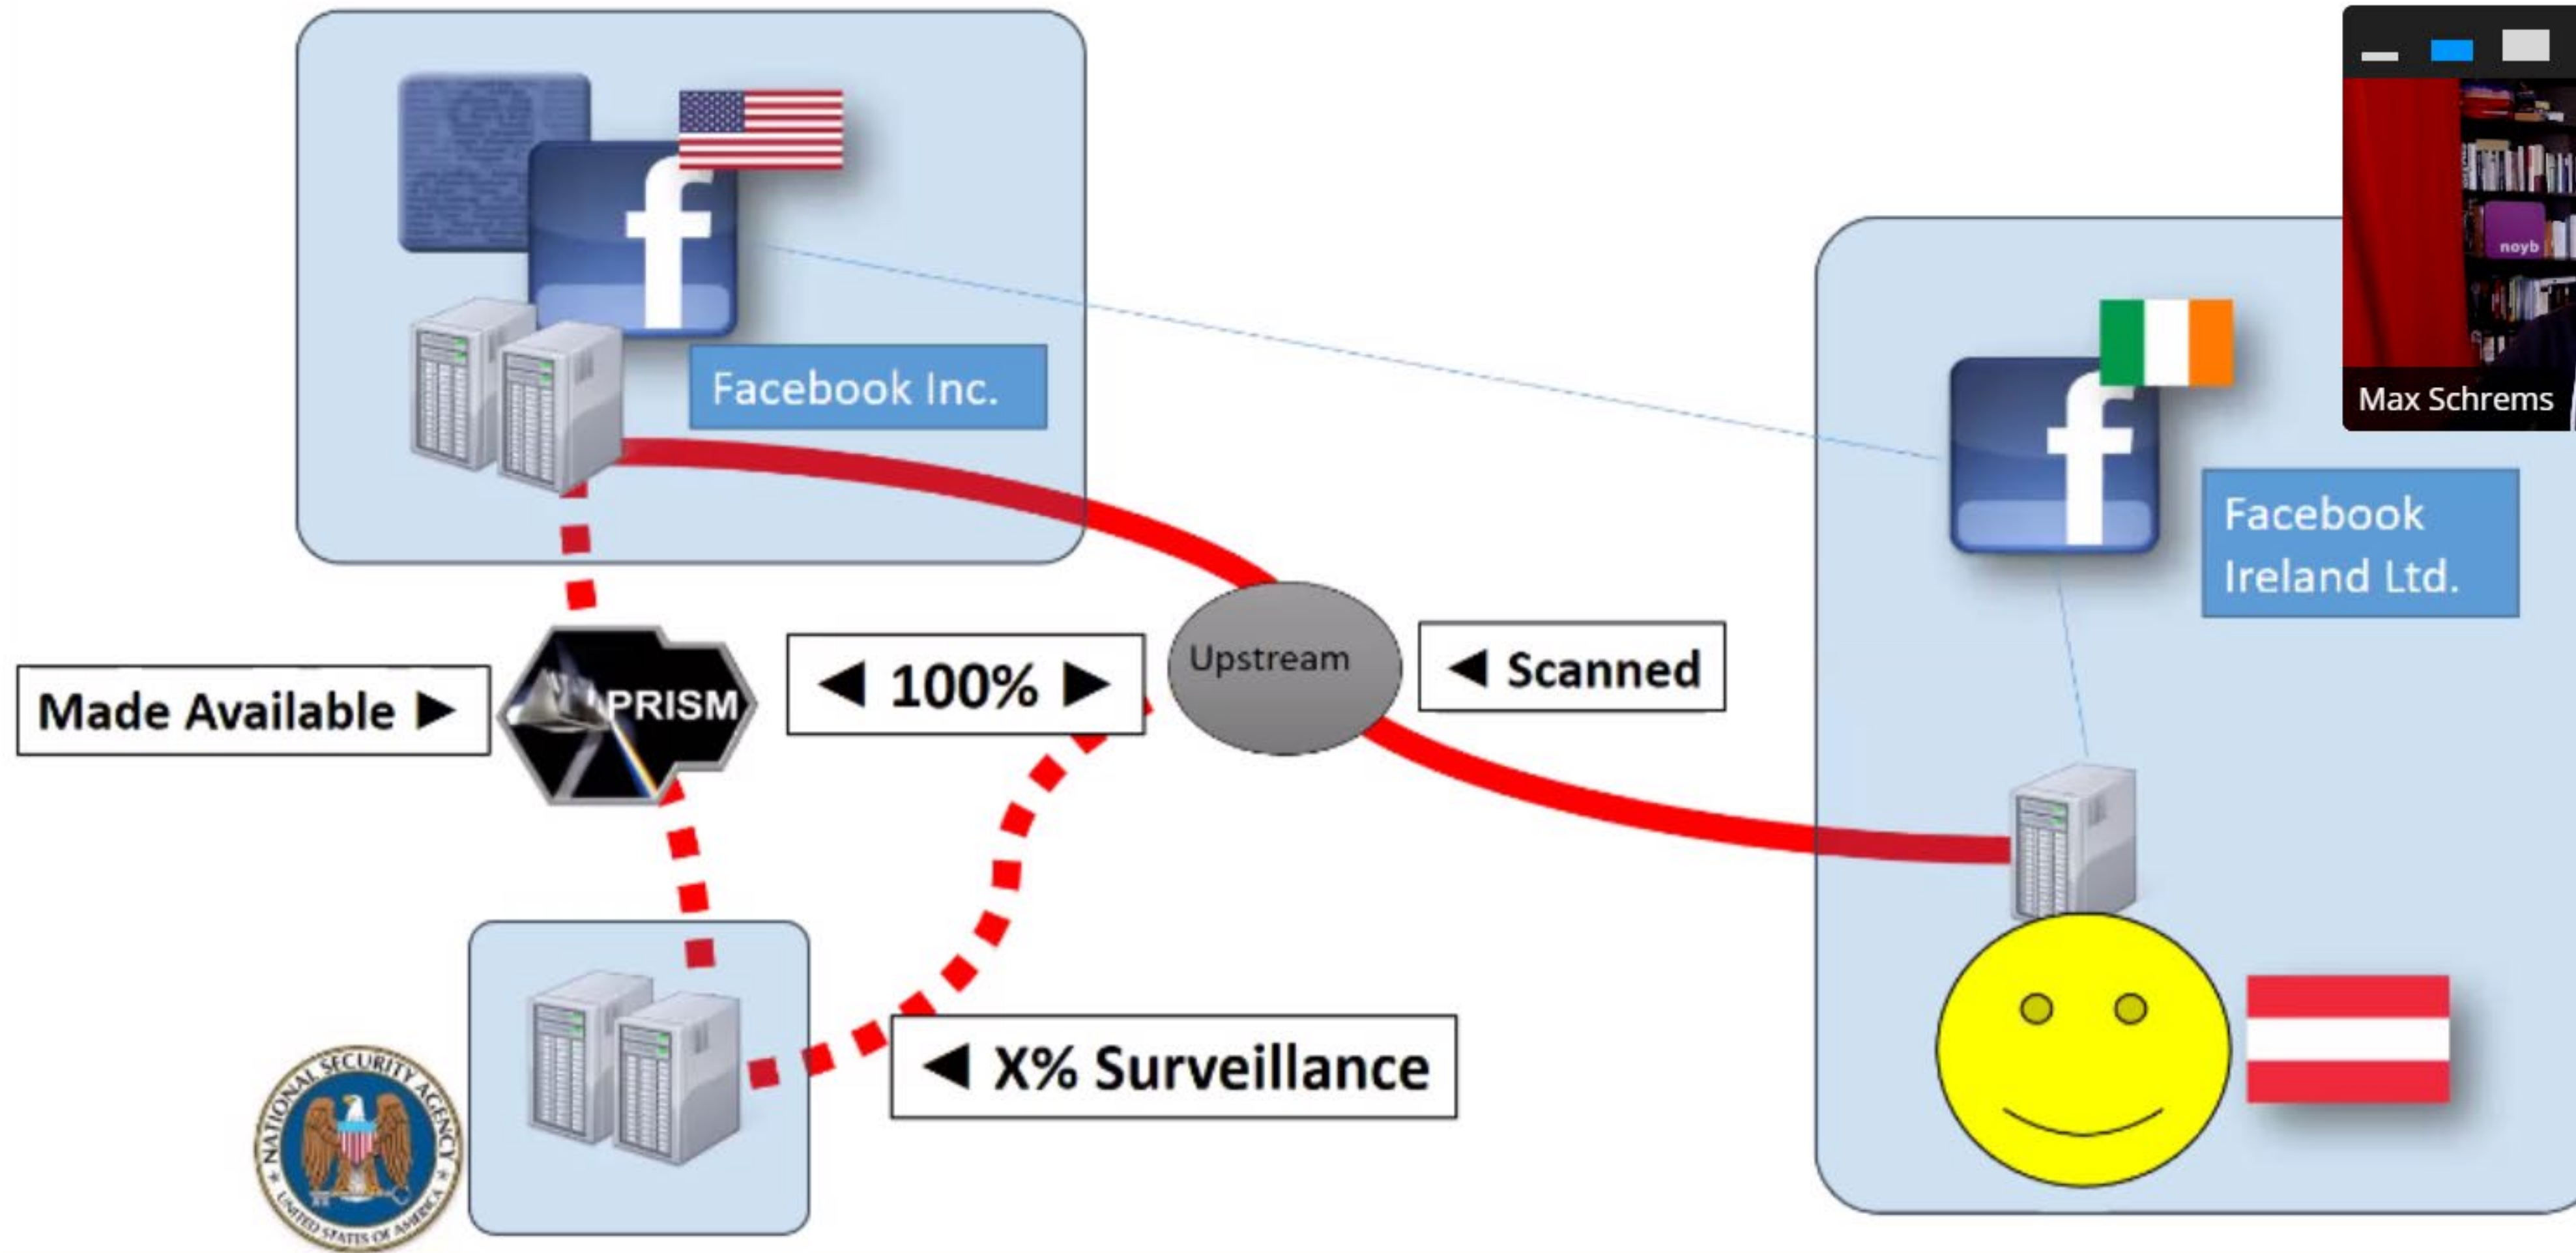 f
Facebook Inc.
f
Facebook
Ireland Ltd.
noyb
Max Schrems
Made Available ►
PRISM
◄ 100% ►
Upstream
◄ Scanned
◄ X% Surveillance
NATIONAL SECURITY AGENCY
UNITED STATES OF AMERICA